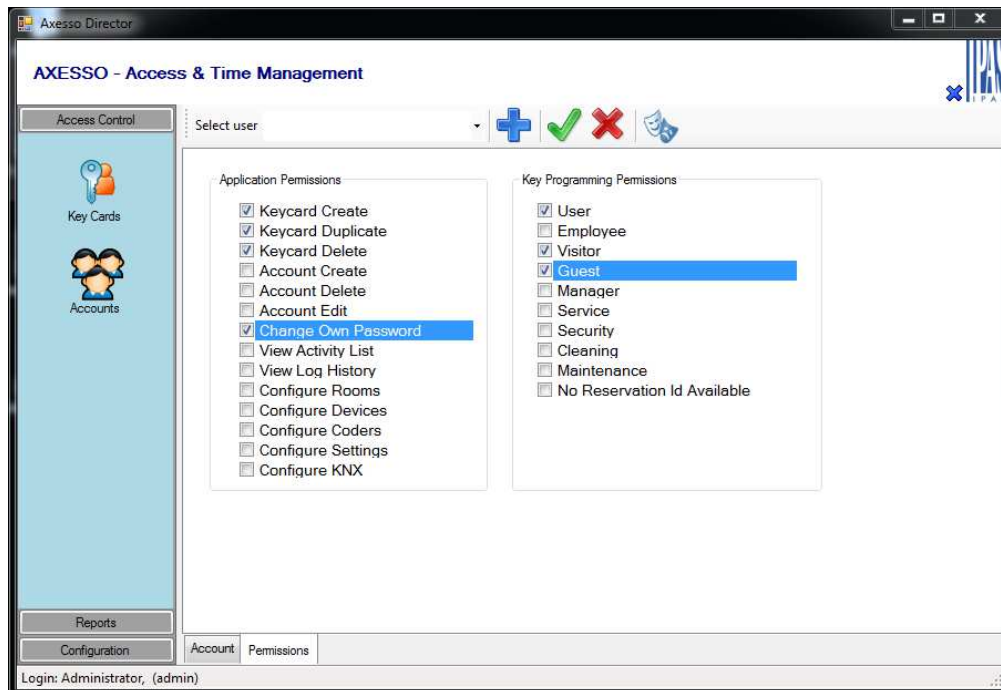 Axesso Director
AXESSO - Access & Time Management
IPAS
IPAS
Access Control
Select user
Key Cards
Accounts
Application Permissions
Keycard Create
Keycard Duplicate
Keycard Delete
Account Create
Account Delete
Account Edit
Change Own Password
View Activity List
View Log History
Configure Rooms
Configure Devices
Configure Coders
Configure Settings
Configure KNX
Key Programming Permissions
User
Employee
Visitor
Guest
Manager
Service
Security
Cleaning
Maintenance
No Reservation Id Available
Reports
Configuration
Account
Permissions
Login: Administrator, (admin)